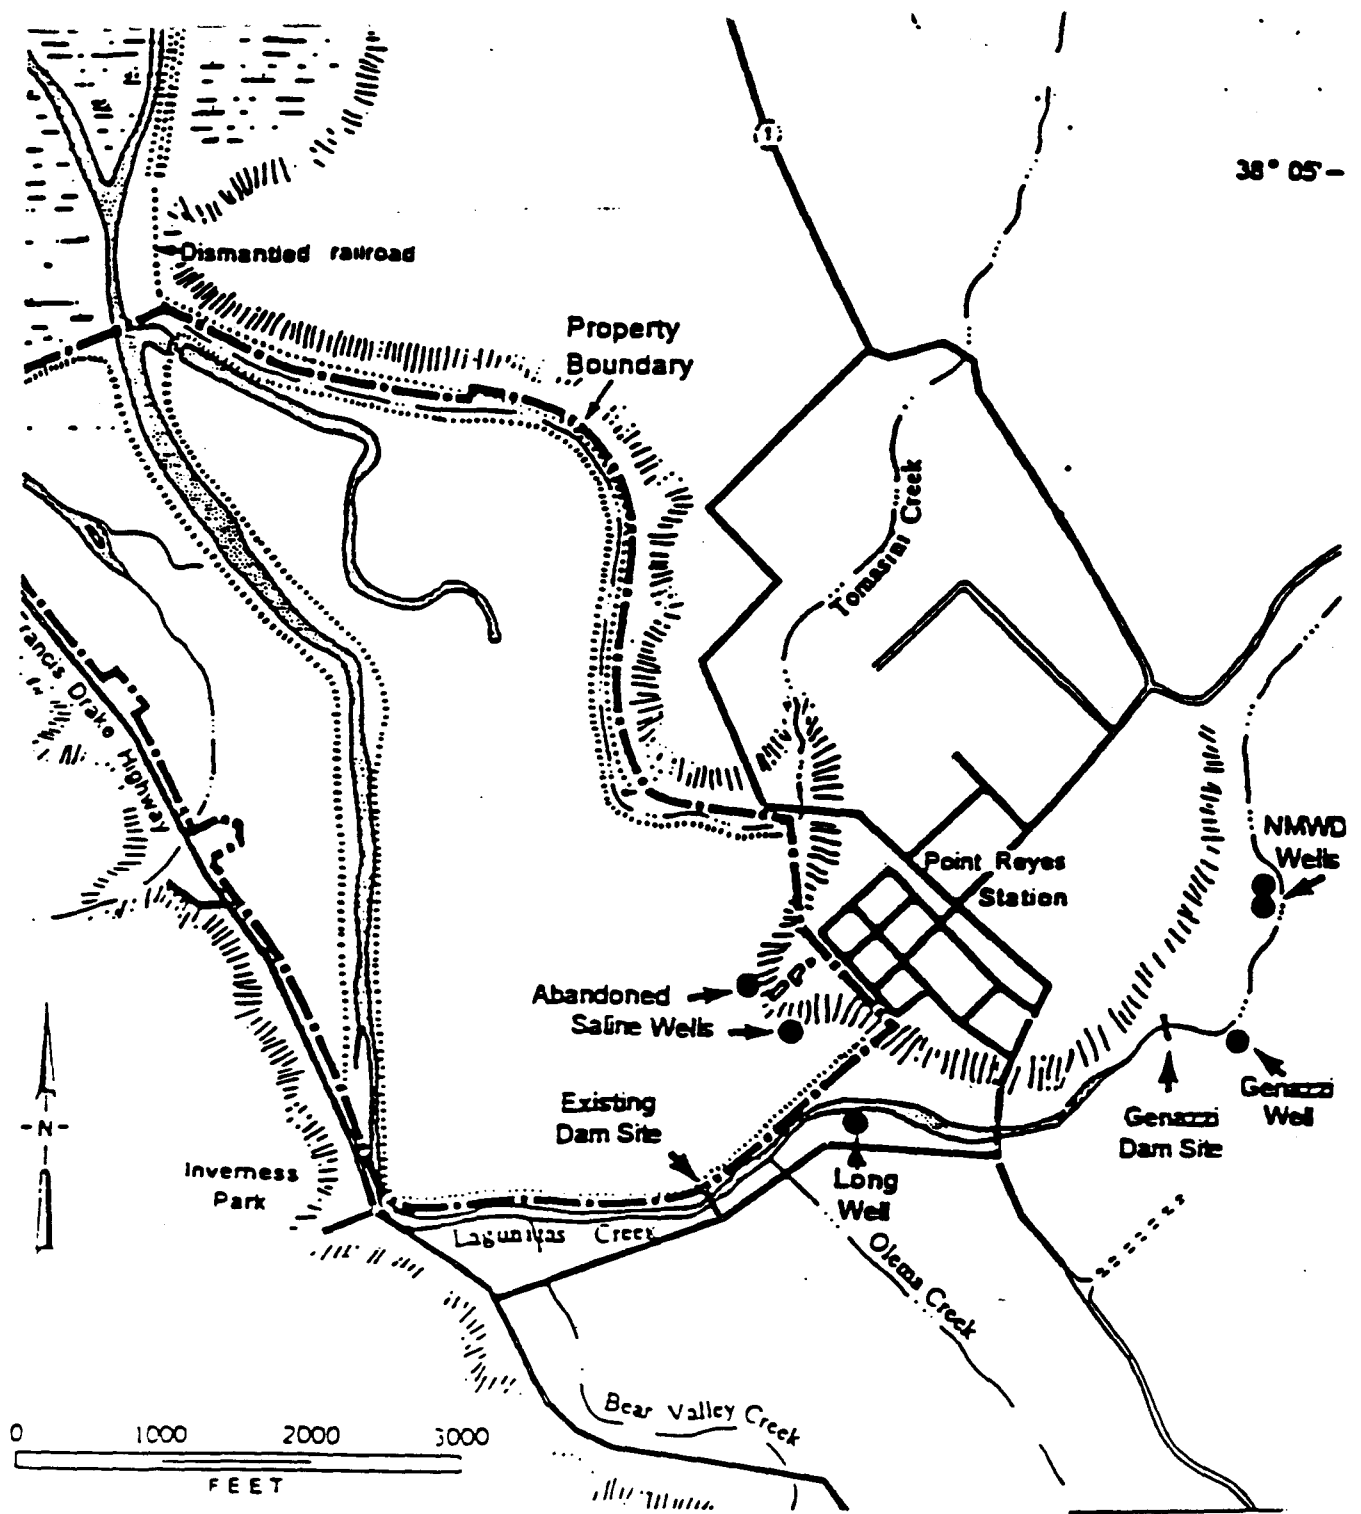 1
38° 05'
Dismantled railroad
Property
Boundary
Tomasini Creek
rancis Drake Highway
NMWD
Wells
Point Reyes
Station
Abandoned
Saline Wells
N
Existing
Dam Site
Genazzi
Well
Genazzi
Dam Site
Inverness
Park
Long
Well
Lagunitas Creek
Olema Creek
Bear Valley Creek
0 1000 2000 3000
FEET